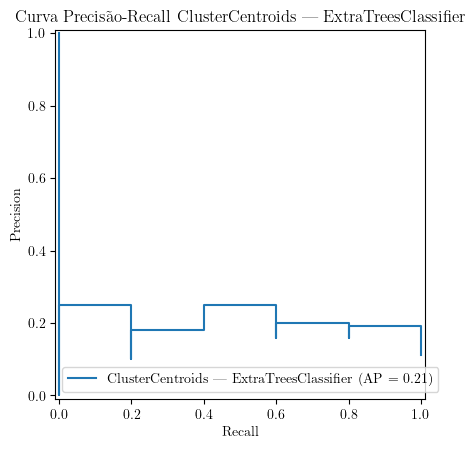 Curva Precisão-Recall ClusterCentroids — ExtraTreesClassifier
1.0
0.8
0.6
0.4
0.2
0.0
Precision
ClusterCentroids — ExtraTreesClassifier (AP = 0.21)
0.0 0.2 0.4 0.6 0.8 1.0
Recall